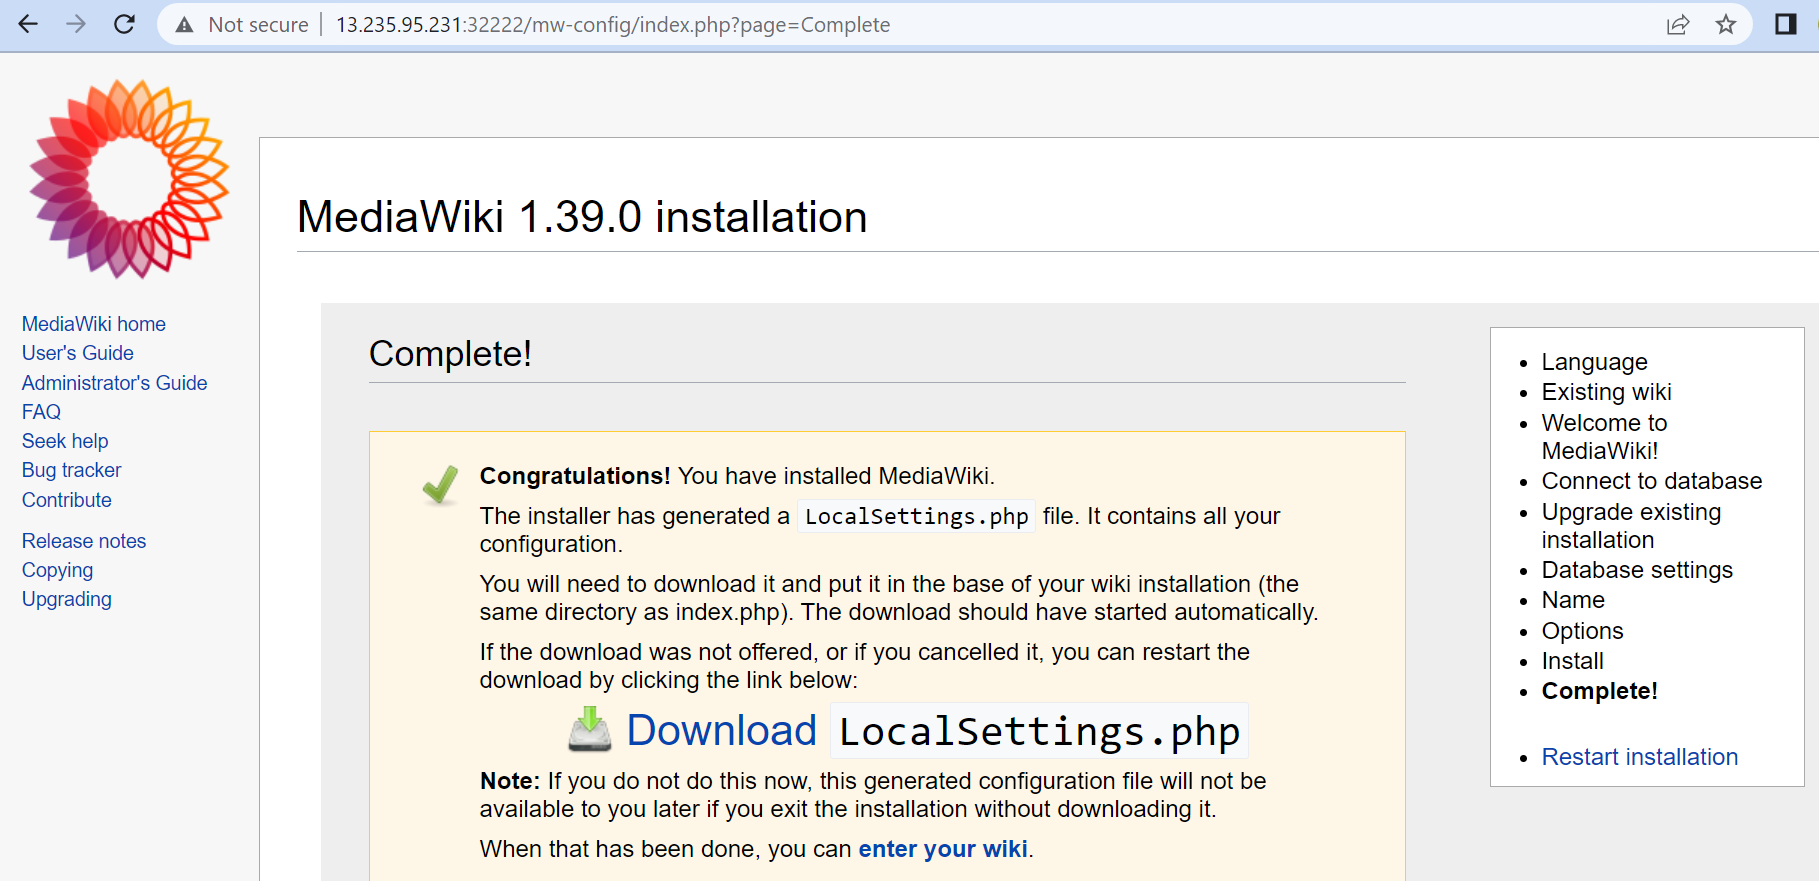 Not secure | 13.235.95.231:32222/mw-config/index.php?page=Complete
MediaWiki home
User's Guide
Administrator's Guide
FAQ
Seek help
Bug tracker
Contribute
Release notes
Copying
Upgrading
MediaWiki 1.39.0 installation
Complete!
Congratulations! You have installed MediaWiki.
The installer has generated a LocalSettings.php file. It contains all your
configuration.
You will need to download it and put it in the base of your wiki installation (the
same directory as index.php). The download should have started automatically.
If the download was not offered, or if you cancelled it, you can restart the
download by clicking the link below:
Download LocalSettings.php
Note: If you do not do this now, this generated configuration file will not be
available to you later if you exit the installation without downloading it.
When that has been done, you can enter your wiki.
Language
Existing wiki
Welcome to
MediaWiki!
Connect to database
Upgrade existing
installation
Database settings
Name
Options
Install
Complete!
Restart installation